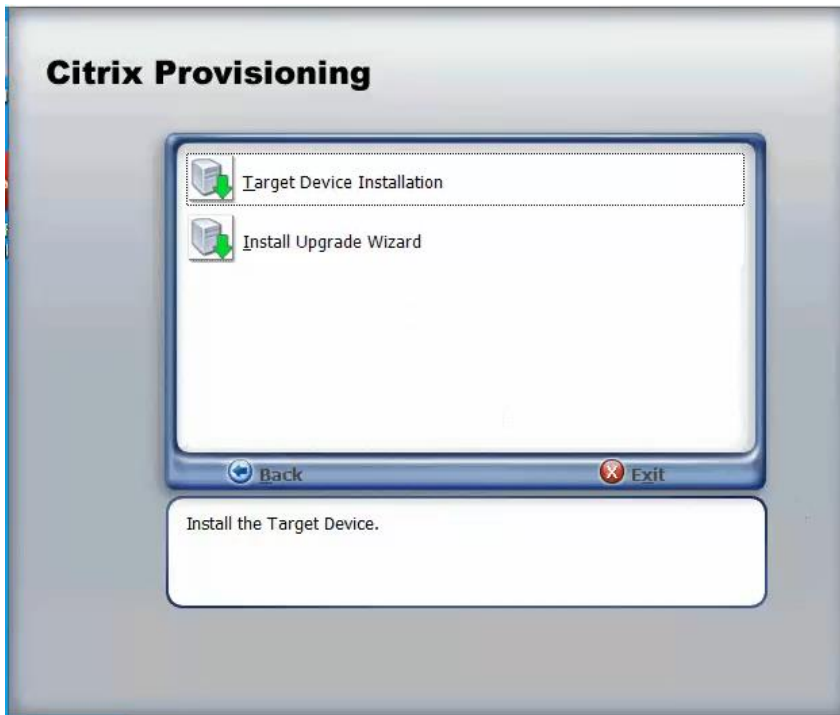 Citrix Provisioning
Target Device Installation
Install Upgrade Wizard
Back
Exit
Install the Target Device.